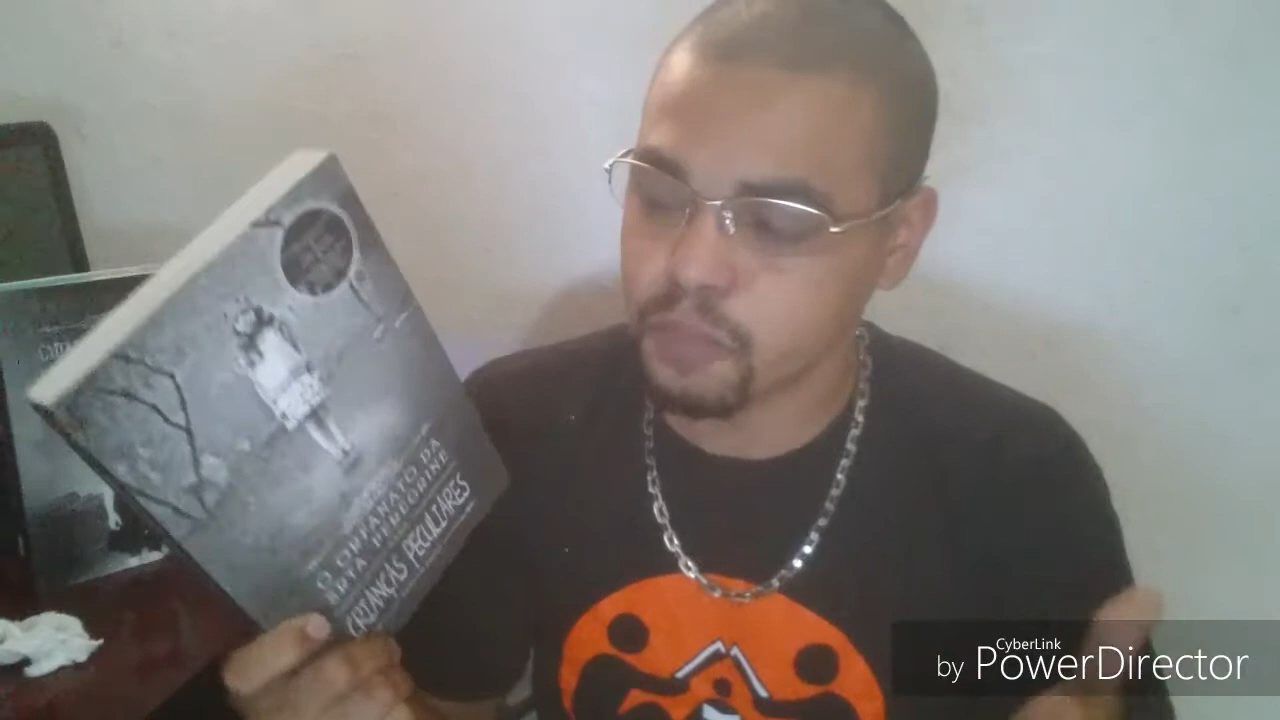 O ORFANATO DA
SRTA PEREGRINE
CRIANÇAS PECULIARES
CyberLink
by PowerDirector